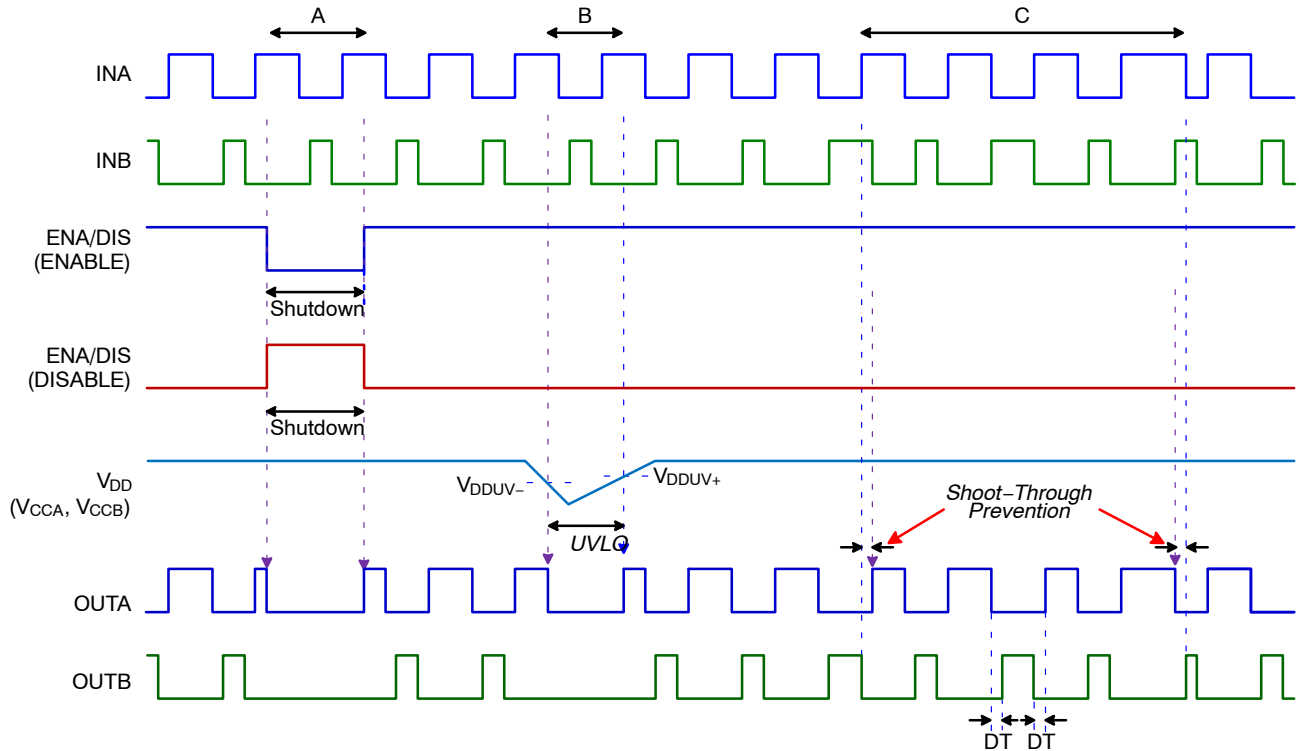 A
B
C
INA
INB
ENA/DIS
(ENABLE)
Shutdown
ENA/DIS
(DISABLE)
Shutdown
VDD
(VCCA, VCCB)
VDDUV−
VDDUV+
UVLO
Shoot−Through
Prevention
OUTA
OUTB
DT
DT